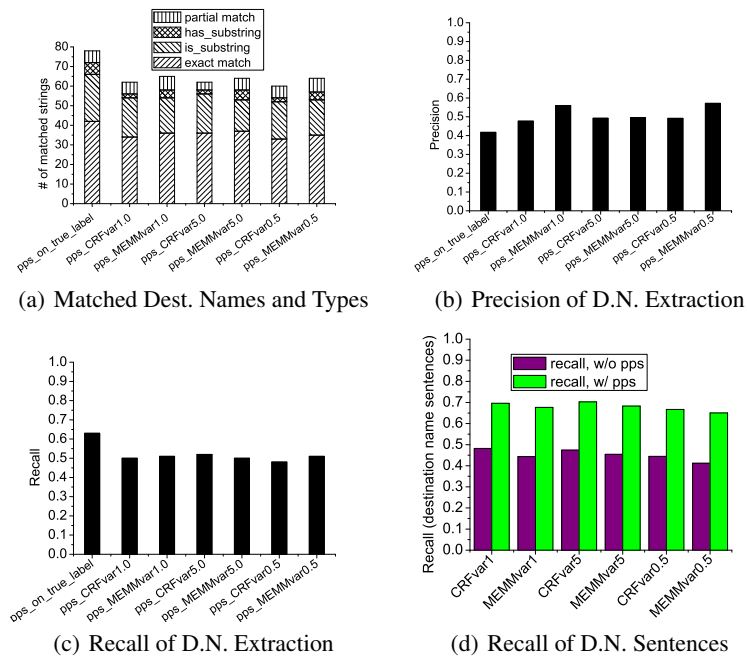 partial match
has_substring
is_substring
exact match
# of matched strings
80
70
60
50
40
30
20
10
0
pps_on_true_label
pps_CRFvar1.0
pps_MEMMvar1.0
pps_CRFvar5.0
pps_MEMMvar5.0
pps_CRFvar0.5
pps_MEMMvar0.5
(a) Matched Dest. Names and Types
Precision
1.0
0.9
0.8
0.7
0.6
0.5
0.4
0.3
0.2
0.1
0.0
pps_on_true_label
pps_CRFvar1.0
pps_MEMMvar1.0
pps_CRFvar5.0
pps_MEMMvar5.0
pps_CRFvar0.5
pps_MEMMvar0.5
(b) Precision of D.N. Extraction
Recall
1.0
0.9
0.8
0.7
0.6
0.5
0.4
0.3
0.2
0.1
0.0
pps_on_true_label
pps_CRFvar1.0
pps_MEMMvar1.0
pps_CRFvar5.0
pps_MEMMvar5.0
pps_CRFvar0.5
pps_MEMMvar0.5
(c) Recall of D.N. Extraction
Recall (destination name sentences)
1.0
0.9
0.8
0.7
0.6
0.5
0.4
0.3
0.2
0.1
0.0
recall, w/o pps
recall, w/ pps
CRFvar1
MEMMvar1
CRFvar5
MEMMvar5
CRFvar0.5
MEMMvar0.5
(d) Recall of D.N. Sentences